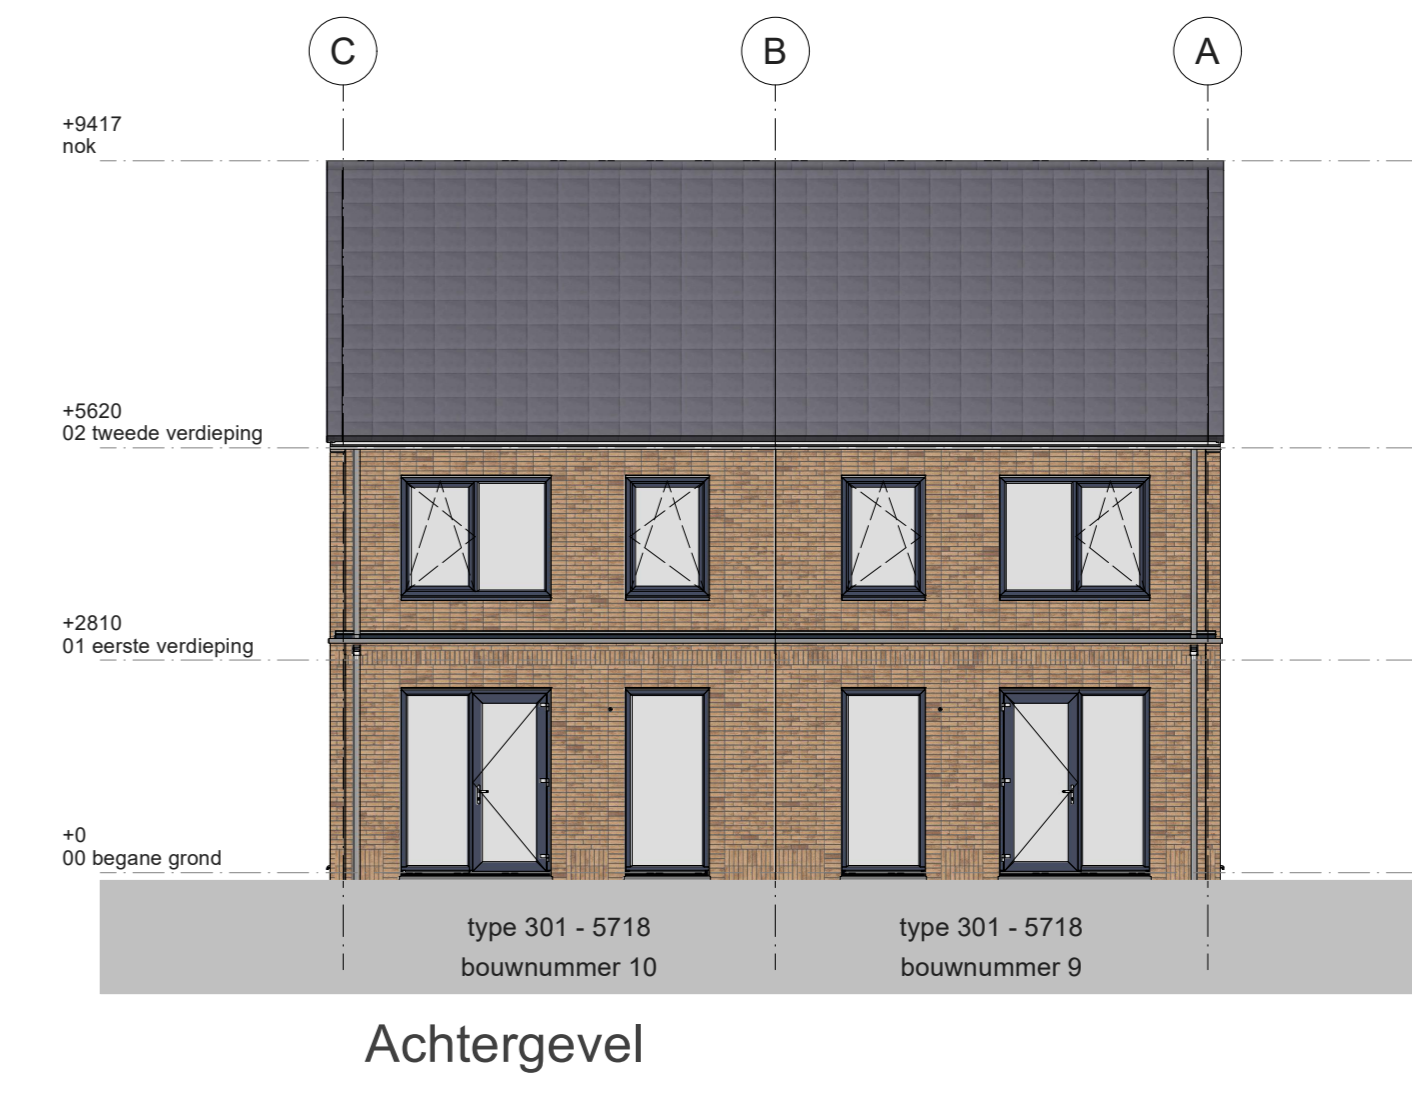 C
B
A
+9417
nok
+5620
02 tweede verdieping
+2810
01 eerste verdieping
+0
00 begane grond
type 301 - 5718
bouwnummer 10
type 301 - 5718
bouwnummer 9
Achtergevel